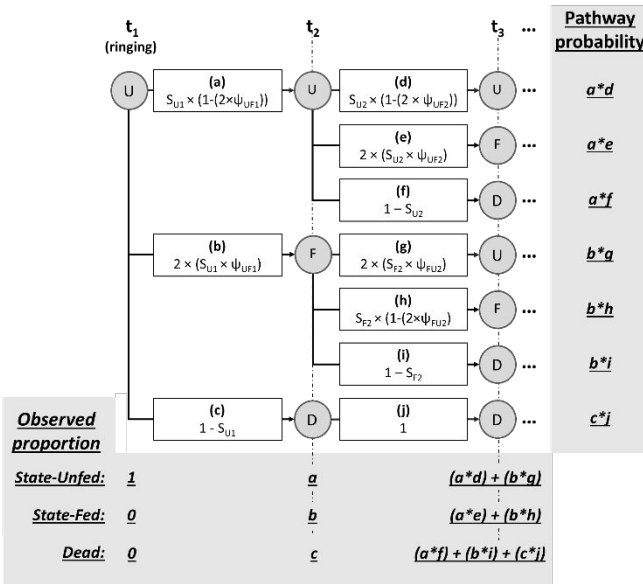 t1 t2 t3 ... Pathway
(ringing) probability
(a) (d)
U SU1 × (1-(2×ψUF1)) U SU2 × (1-(2 × ψUF2)) U ... a*d
(e)
2 × (SU2 × ψUF2) F ... a*e
(f)
1 – SU2 D ... a*f
(b) (g)
2 × (SU1 × ψUF1) F 2 × (SF2 × ψFU2) U ... b*g
(h)
SF2 × (1-(2×ψFU2) F ... b*h
(i)
1 – SF2 D ... b*i
(c) (j)
1 - SU1 D 1 D ... c*j
Observed
proportion
State-Unfed: 1 a (a*d) + (b*g)
State-Fed: 0 b (a*e) + (b*h)
Dead: 0 c (a*f) + (b*i) + (c*j)